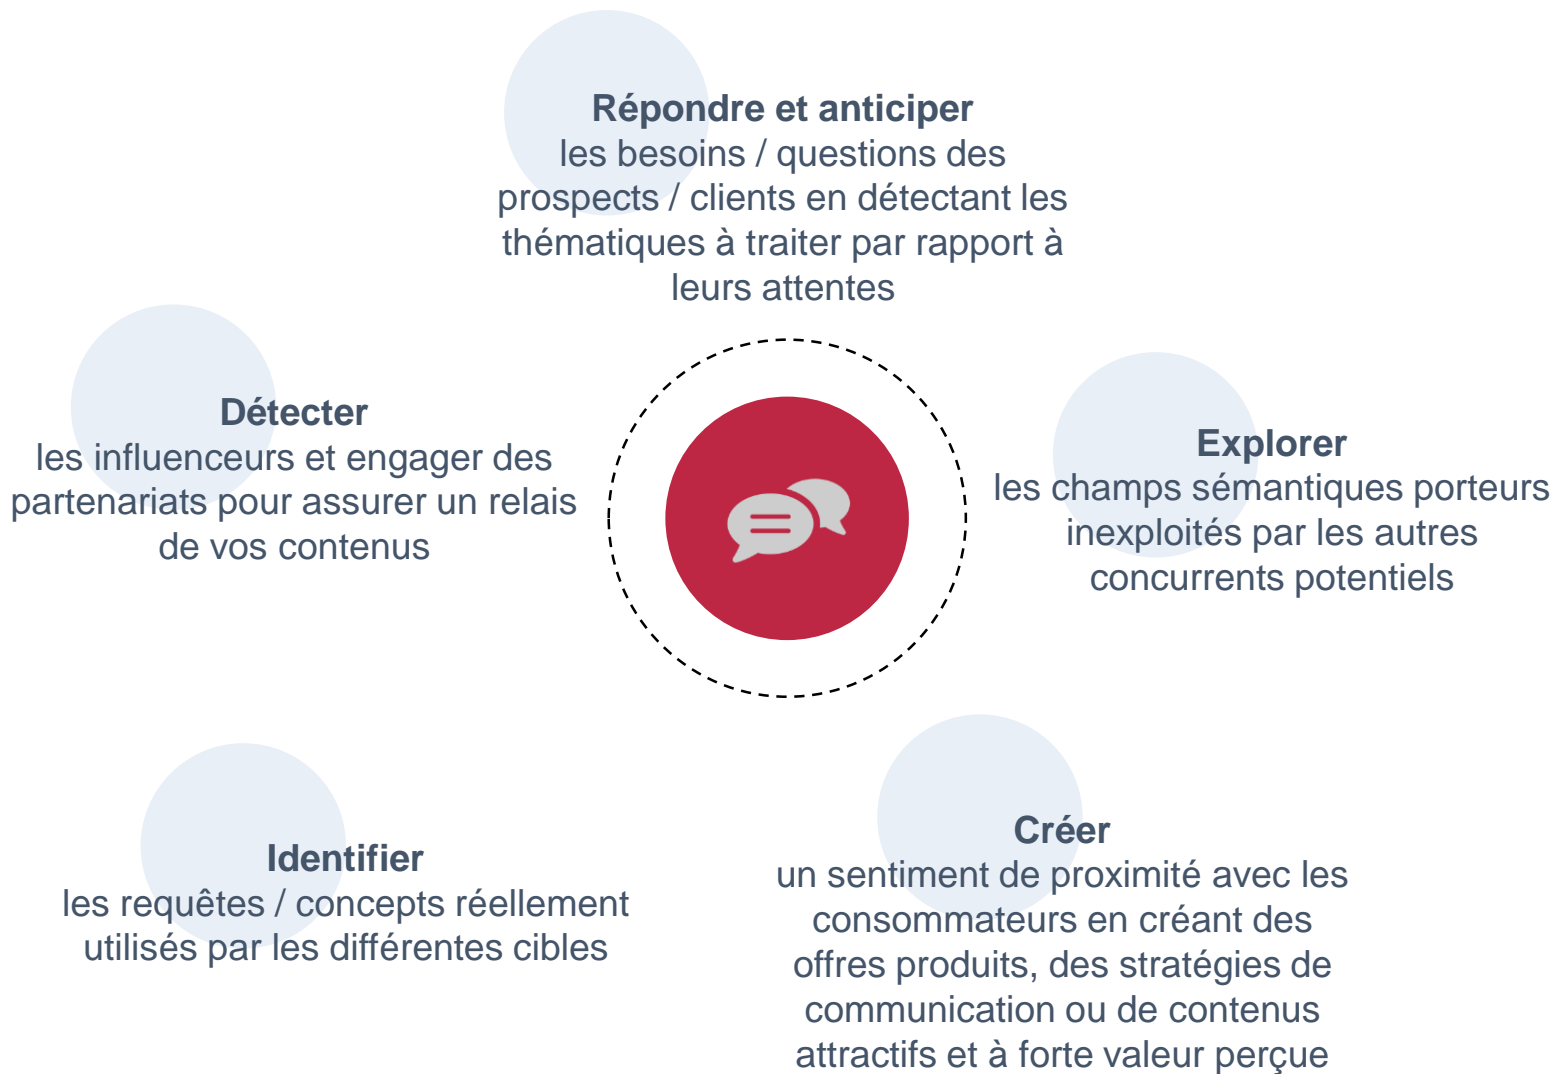 Répondre et anticiper
les besoins / questions des
prospects / clients en détectant les
thématiques à traiter par rapport à
leurs attentes
Détecter
les influenceurs et engager des
partenariats pour assurer un relais
de vos contenus
Explorer
les champs sémantiques porteurs
inexploités par les autres
concurrents potentiels
Identifier
les requêtes / concepts réellement
utilisés par les différentes cibles
Créer
un sentiment de proximité avec les
consommateurs en créant des
offres produits, des stratégies de
communication ou de contenus
attractifs et à forte valeur perçue